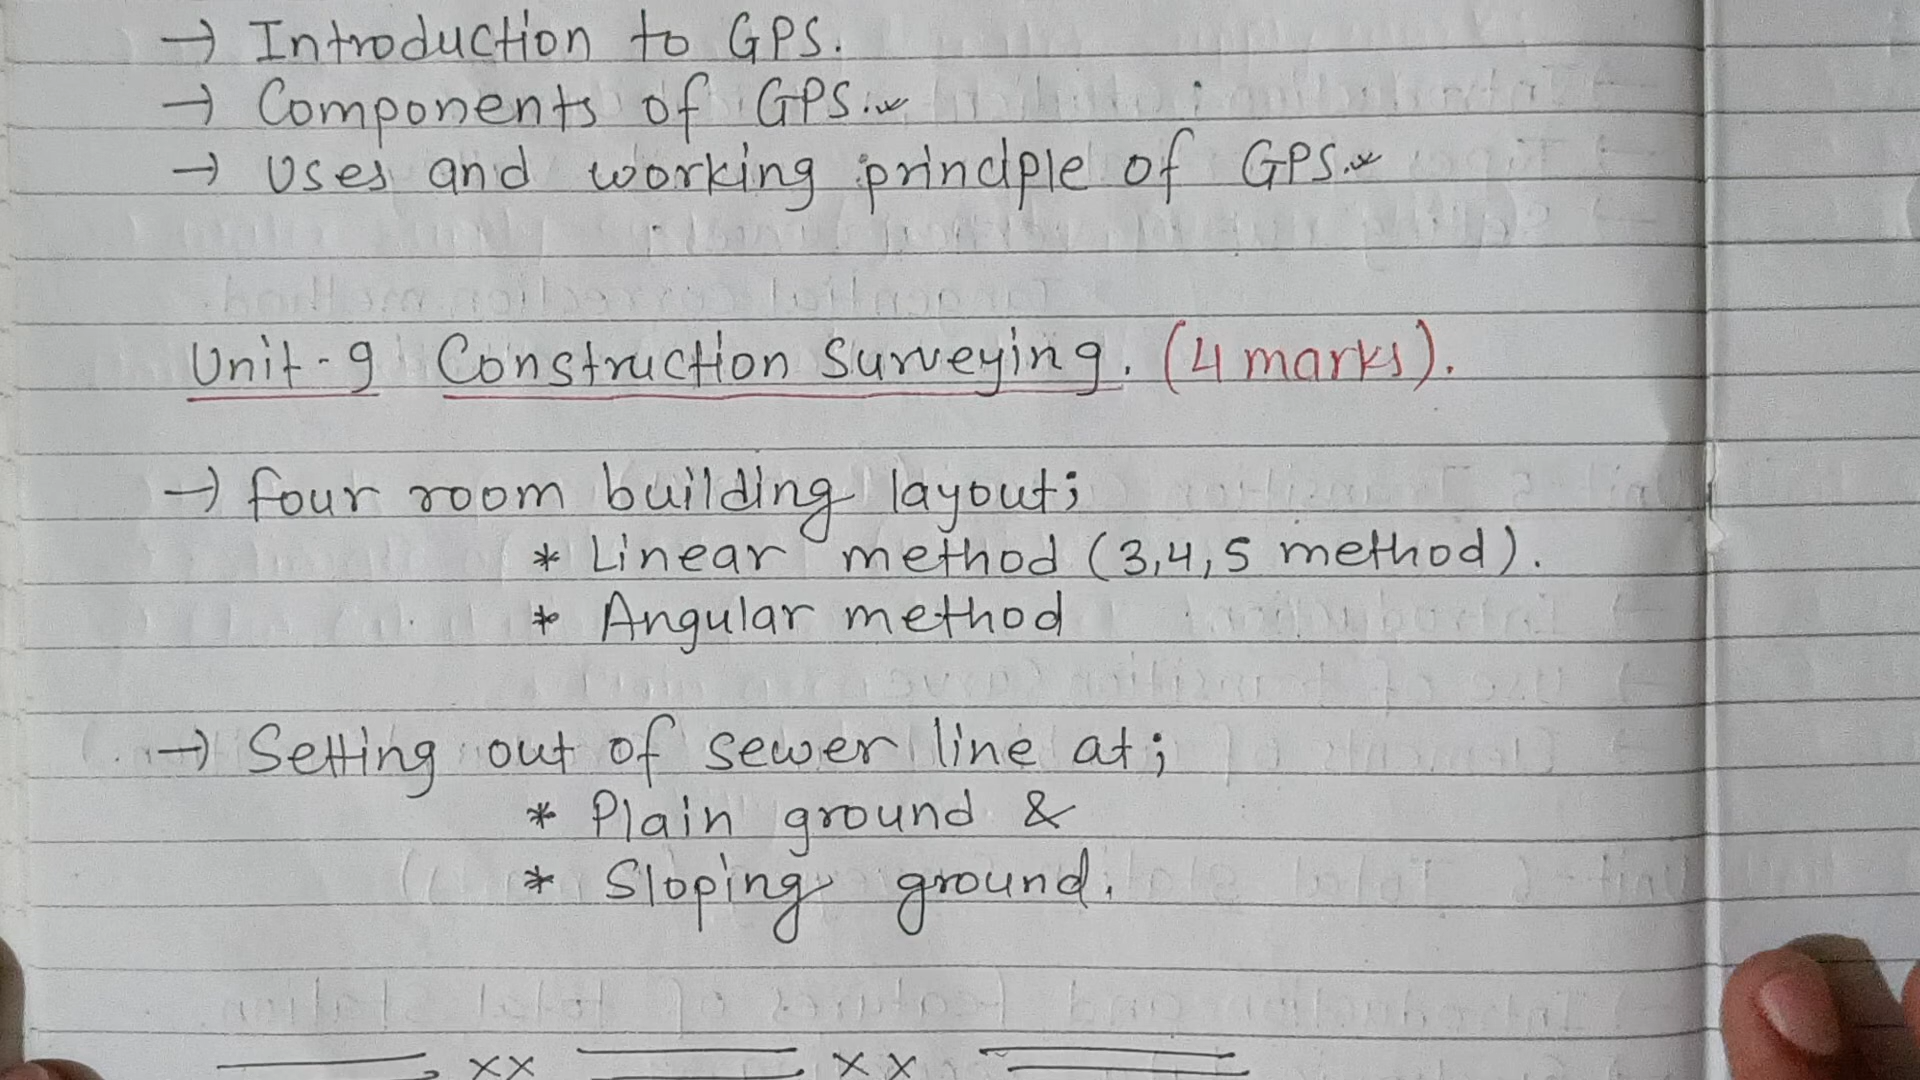 → Introduction to GPS.
→ Components of GPS.
→ Uses and working principle of GPS.
Unit-9 Construction Surveying. (4 marks).
→ four room building layout;
* Linear method (3,4,5 method).
* Angular method
→ Setting out of sewer line at;
* Plain ground &
* Sloping ground.
xx xx